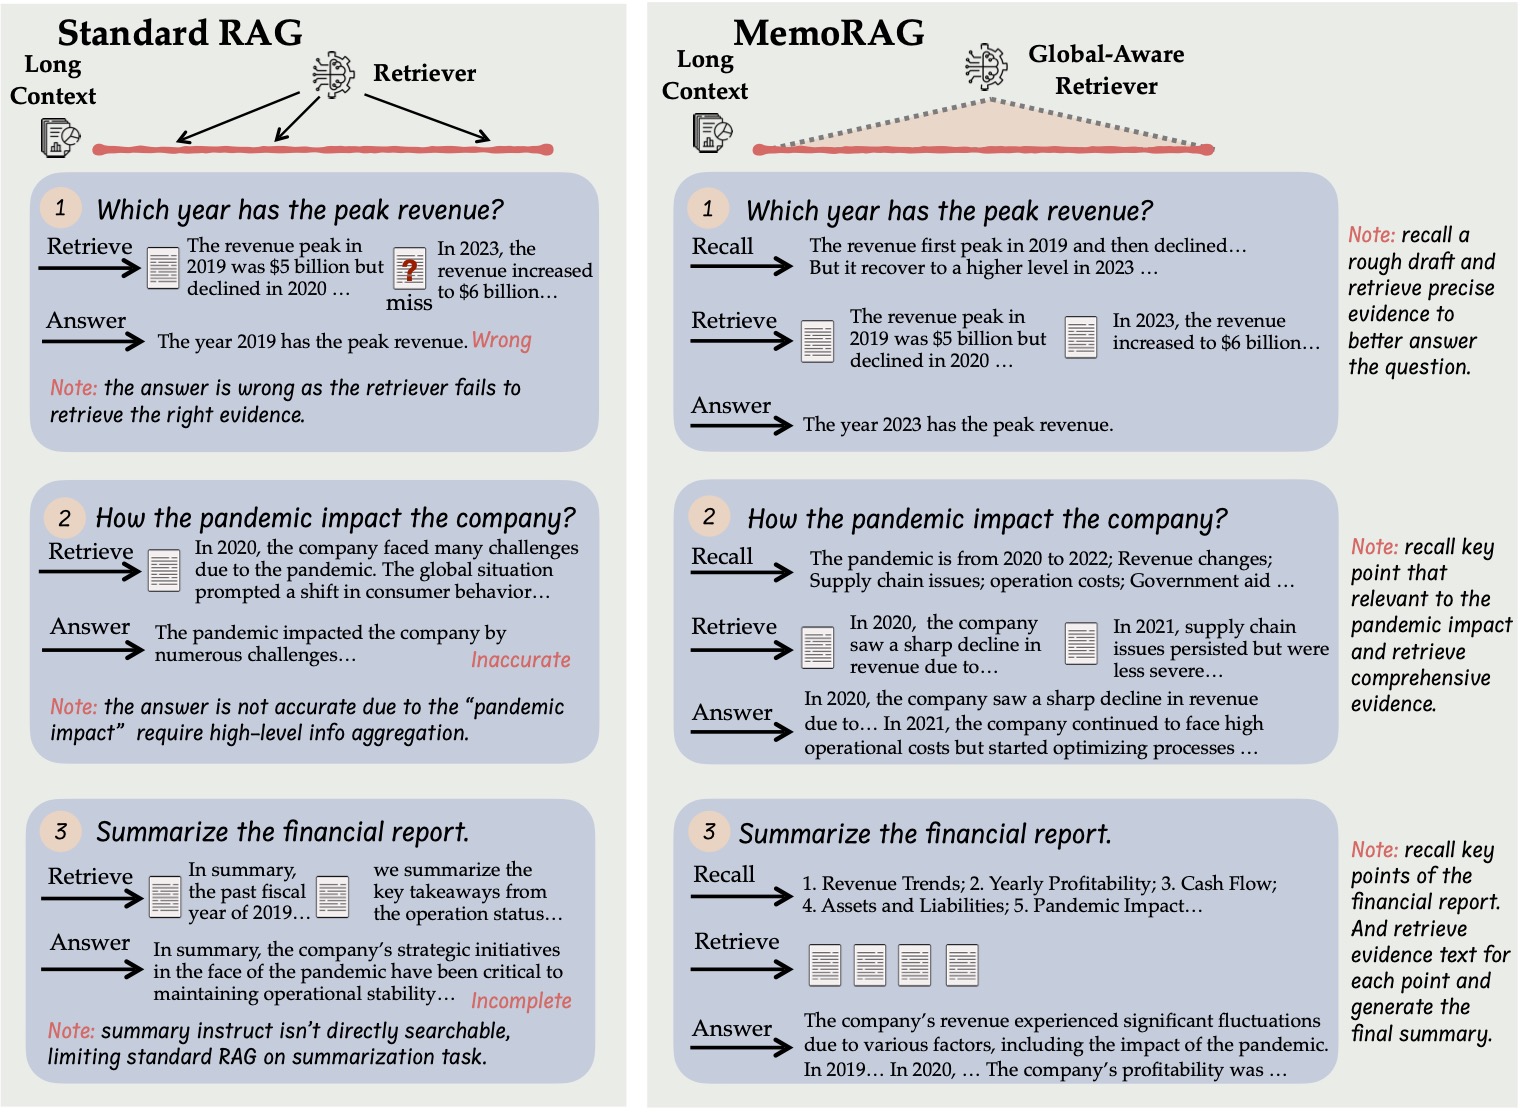 Standard RAG
Long
Context
Retriever
1
Which year has the peak revenue?
Retrieve
The revenue peak in
2019 was $5 billion but
declined in 2020 …
?
miss
In 2023, the
revenue increased
to $6 billion…
Answer
The year 2019 has the peak revenue. Wrong
Note: the answer is wrong as the retriever fails to
retrieve the right evidence.
2
How the pandemic impact the company?
Retrieve
In 2020, the company faced many challenges
due to the pandemic. The global situation
prompted a shift in consumer behavior…
Answer
The pandemic impacted the company by
numerous challenges…
Inaccurate
Note: the answer is not accurate due to the “pandemic
impact” require high-level info aggregation.
3
Summarize the financial report.
Retrieve
In summary,
the past fiscal
year of 2019…
we summarize the
key takeaways from
the operation status…
Answer
In summary, the company’s strategic initiatives
in the face of the pandemic have been critical to
maintaining operational stability…
Incomplete
Note: summary instruct isn’t directly searchable,
limiting standard RAG on summarization task.
MemoRAG
Long
Context
Global-Aware
Retriever
1
Which year has the peak revenue?
Recall
The revenue first peak in 2019 and then declined…
But it recover to a higher level in 2023 …
Retrieve
The revenue peak in
2019 was $5 billion but
declined in 2020 …
In 2023, the revenue
increased to $6 billion…
Answer
The year 2023 has the peak revenue.
Note: recall a
rough draft and
retrieve precise
evidence to
better answer
the question.
2
How the pandemic impact the company?
Recall
The pandemic is from 2020 to 2022; Revenue changes;
Supply chain issues; operation costs; Government aid …
Retrieve
In 2020, the company
saw a sharp decline in
revenue due to…
In 2021, supply chain
issues persisted but were
less severe…
Answer
In 2020, the company saw a sharp decline in revenue
due to… In 2021, the company continued to face high
operational costs but started optimizing processes …
Note: recall key
point that
relevant to the
pandemic impact
and retrieve
comprehensive
evidence.
3
Summarize the financial report.
Recall
1. Revenue Trends; 2. Yearly Profitability; 3. Cash Flow;
4. Assets and Liabilities; 5. Pandemic Impact…
Retrieve
Answer
The company’s revenue experienced significant fluctuations
due to various factors, including the impact of the pandemic.
In 2019… In 2020, … The company’s profitability was …
Note: recall key
points of the
financial report.
And retrieve
evidence text for
each point and
generate the
final summary.